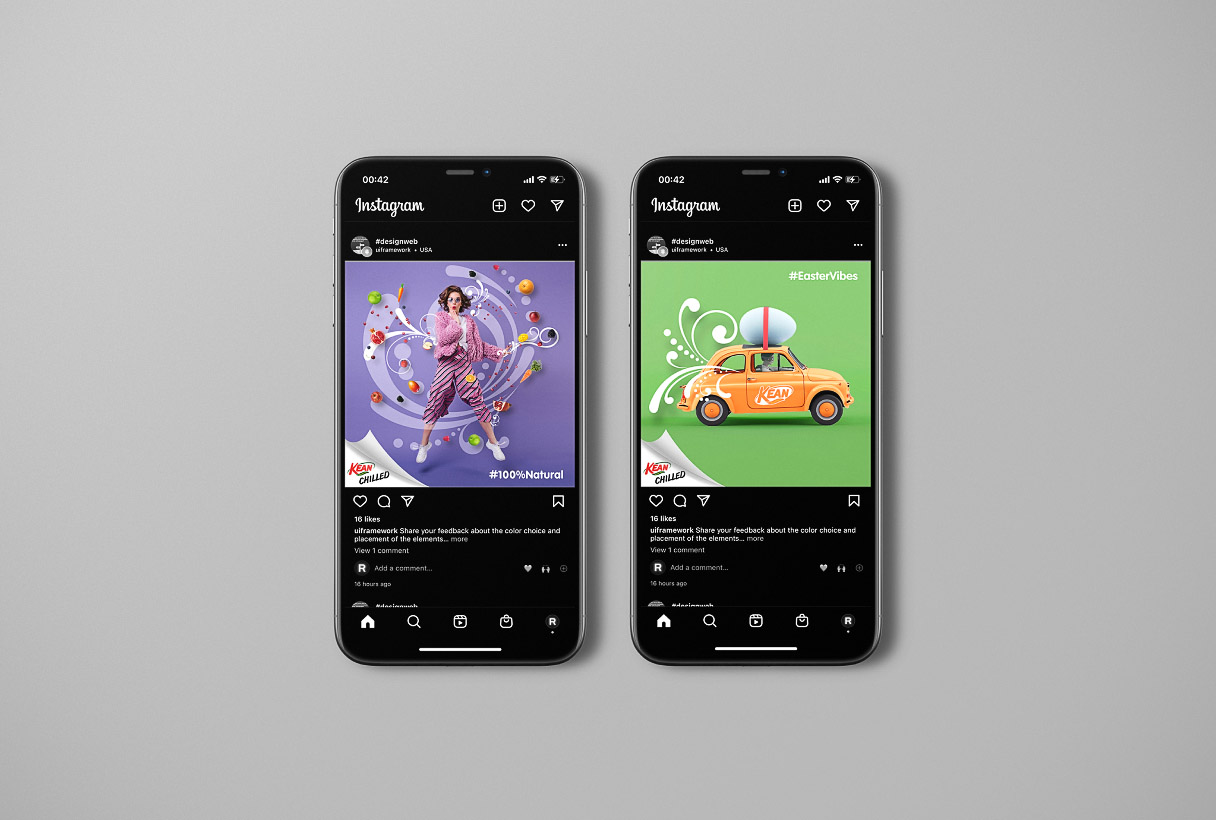 00:42
Instagram
#designweb
uiframework • USA
KEAN
CHILLED
#100%Natural
16 likes
uiframework Share your feedback about the color choice and
placement of the elements... more
View 1 comment
R Add a comment...
16 hours ago
#designweb
R
00:42
Instagram
#designweb
uiframework • USA
#EasterVibes
KEAN
KEAN
CHILLED
16 likes
uiframework Share your feedback about the color choice and
placement of the elements... more
View 1 comment
R Add a comment...
16 hours ago
#designweb
R